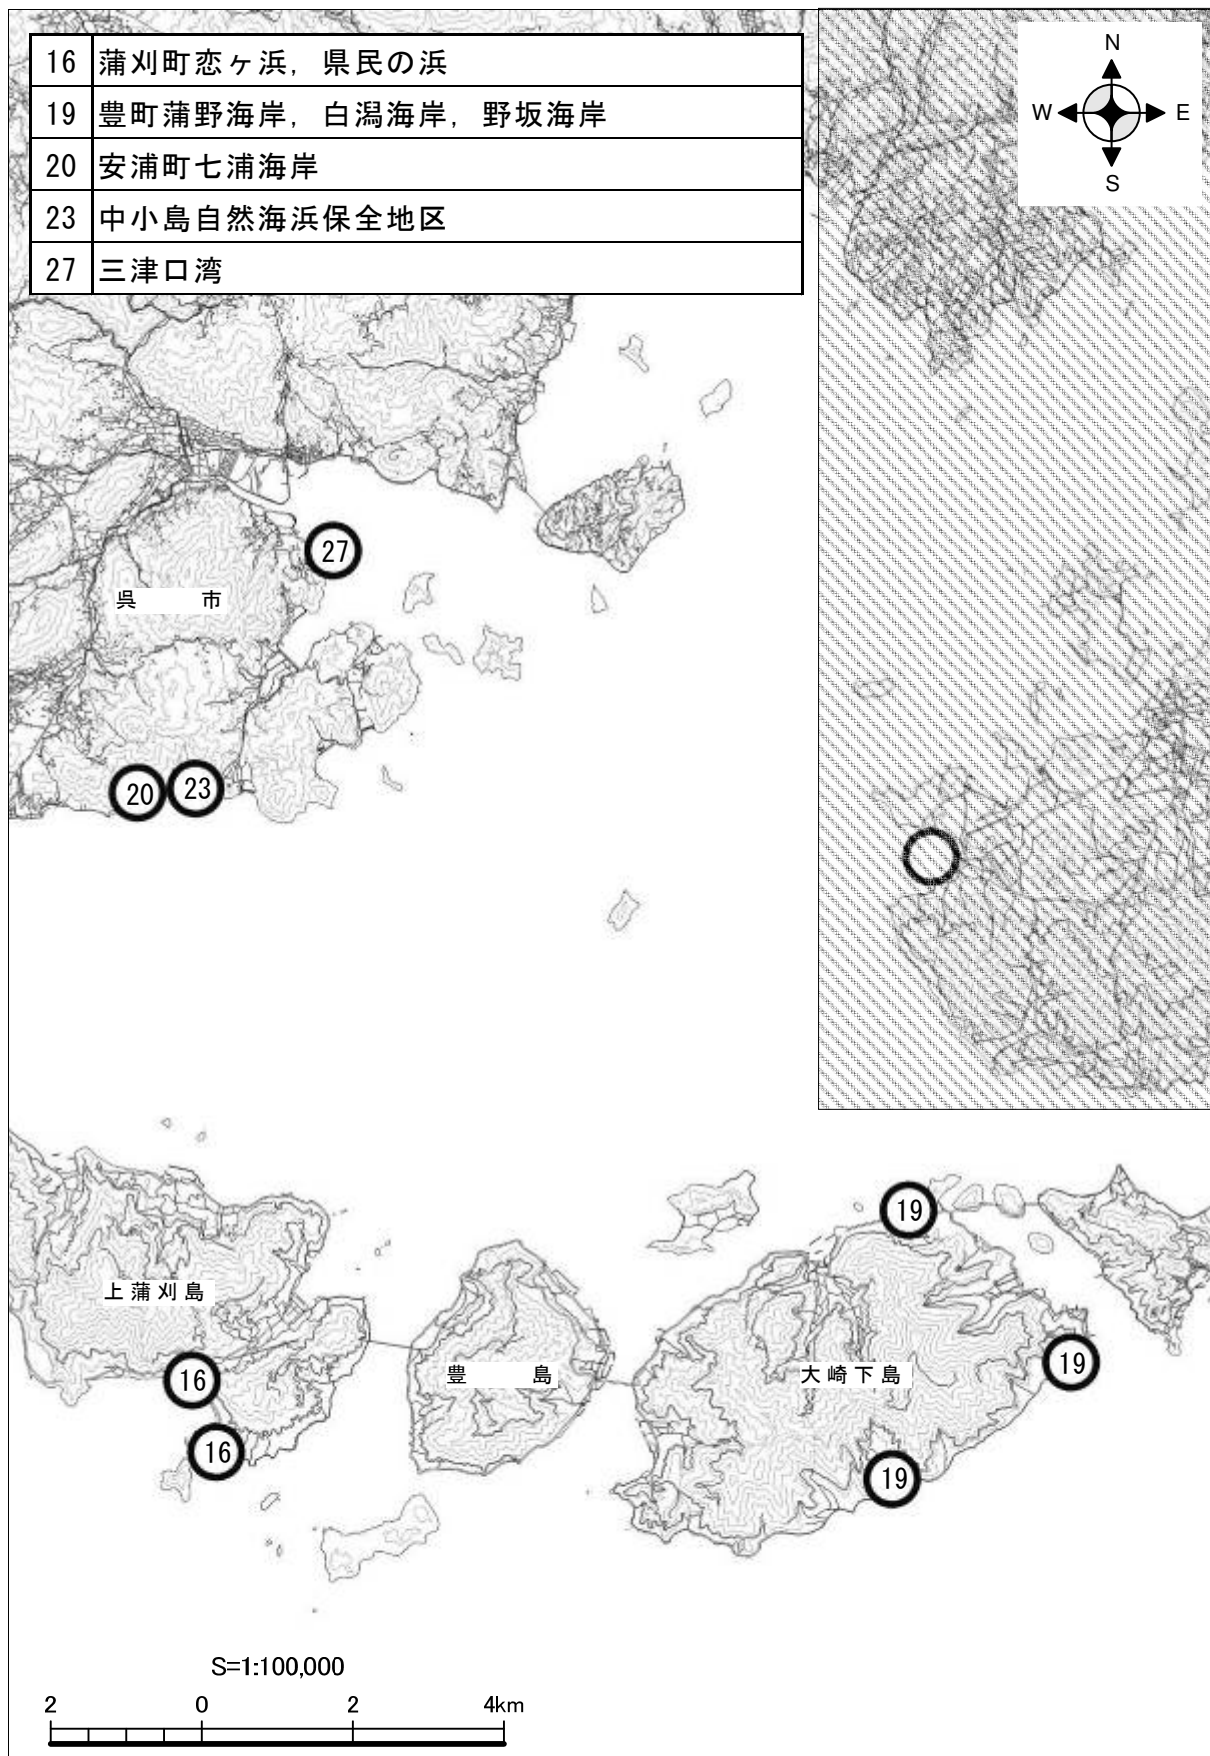 16 蒲刈町恋ヶ浜，県民の浜
19 豊町蒲野海岸，白潟海岸，野坂海岸
20 安浦町七浦海岸
23 中小島自然海浜保全地区
27 三津口湾
N
W E
S
27
呉 市
20 23
19
上蒲刈島
19
16
豊 島
大崎下島
16
19
S=1:100,000
2 0 2 4km